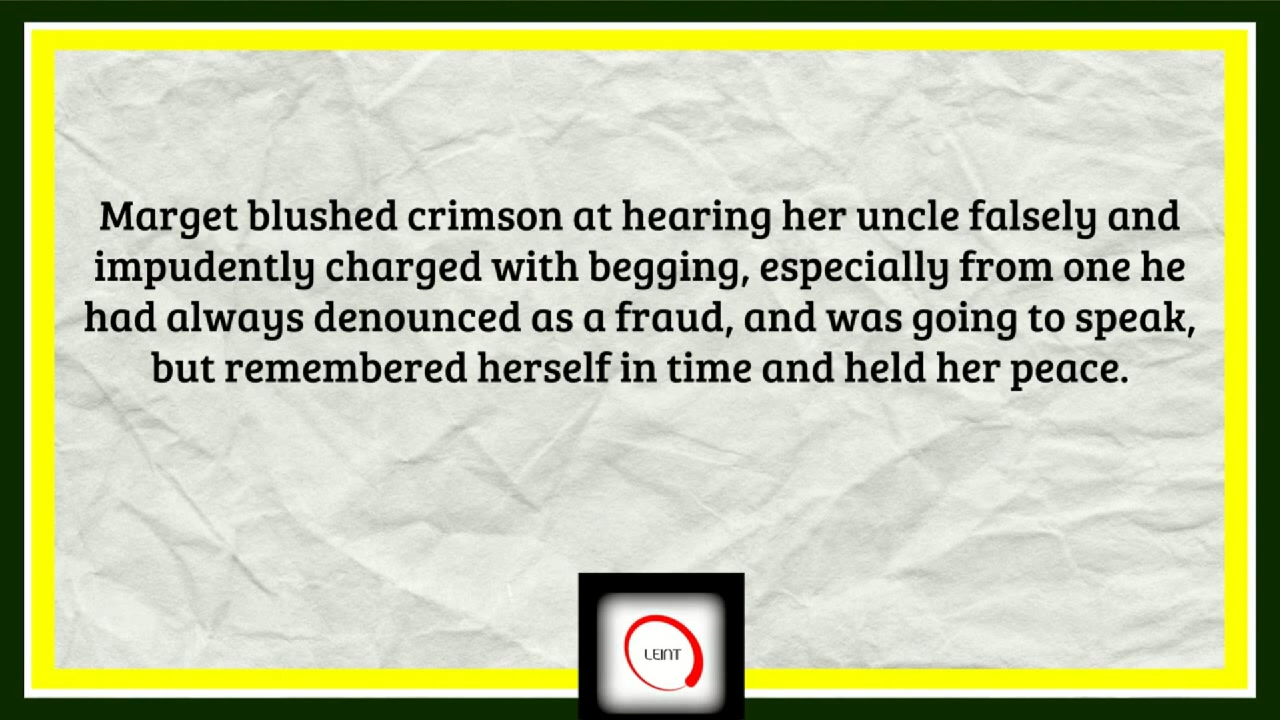 Marget blushed crimson at hearing her uncle falsely and
impudently charged with begging, especially from one he
had always denounced as a fraud, and was going to speak,
but remembered herself in time and held her peace.
LEINT